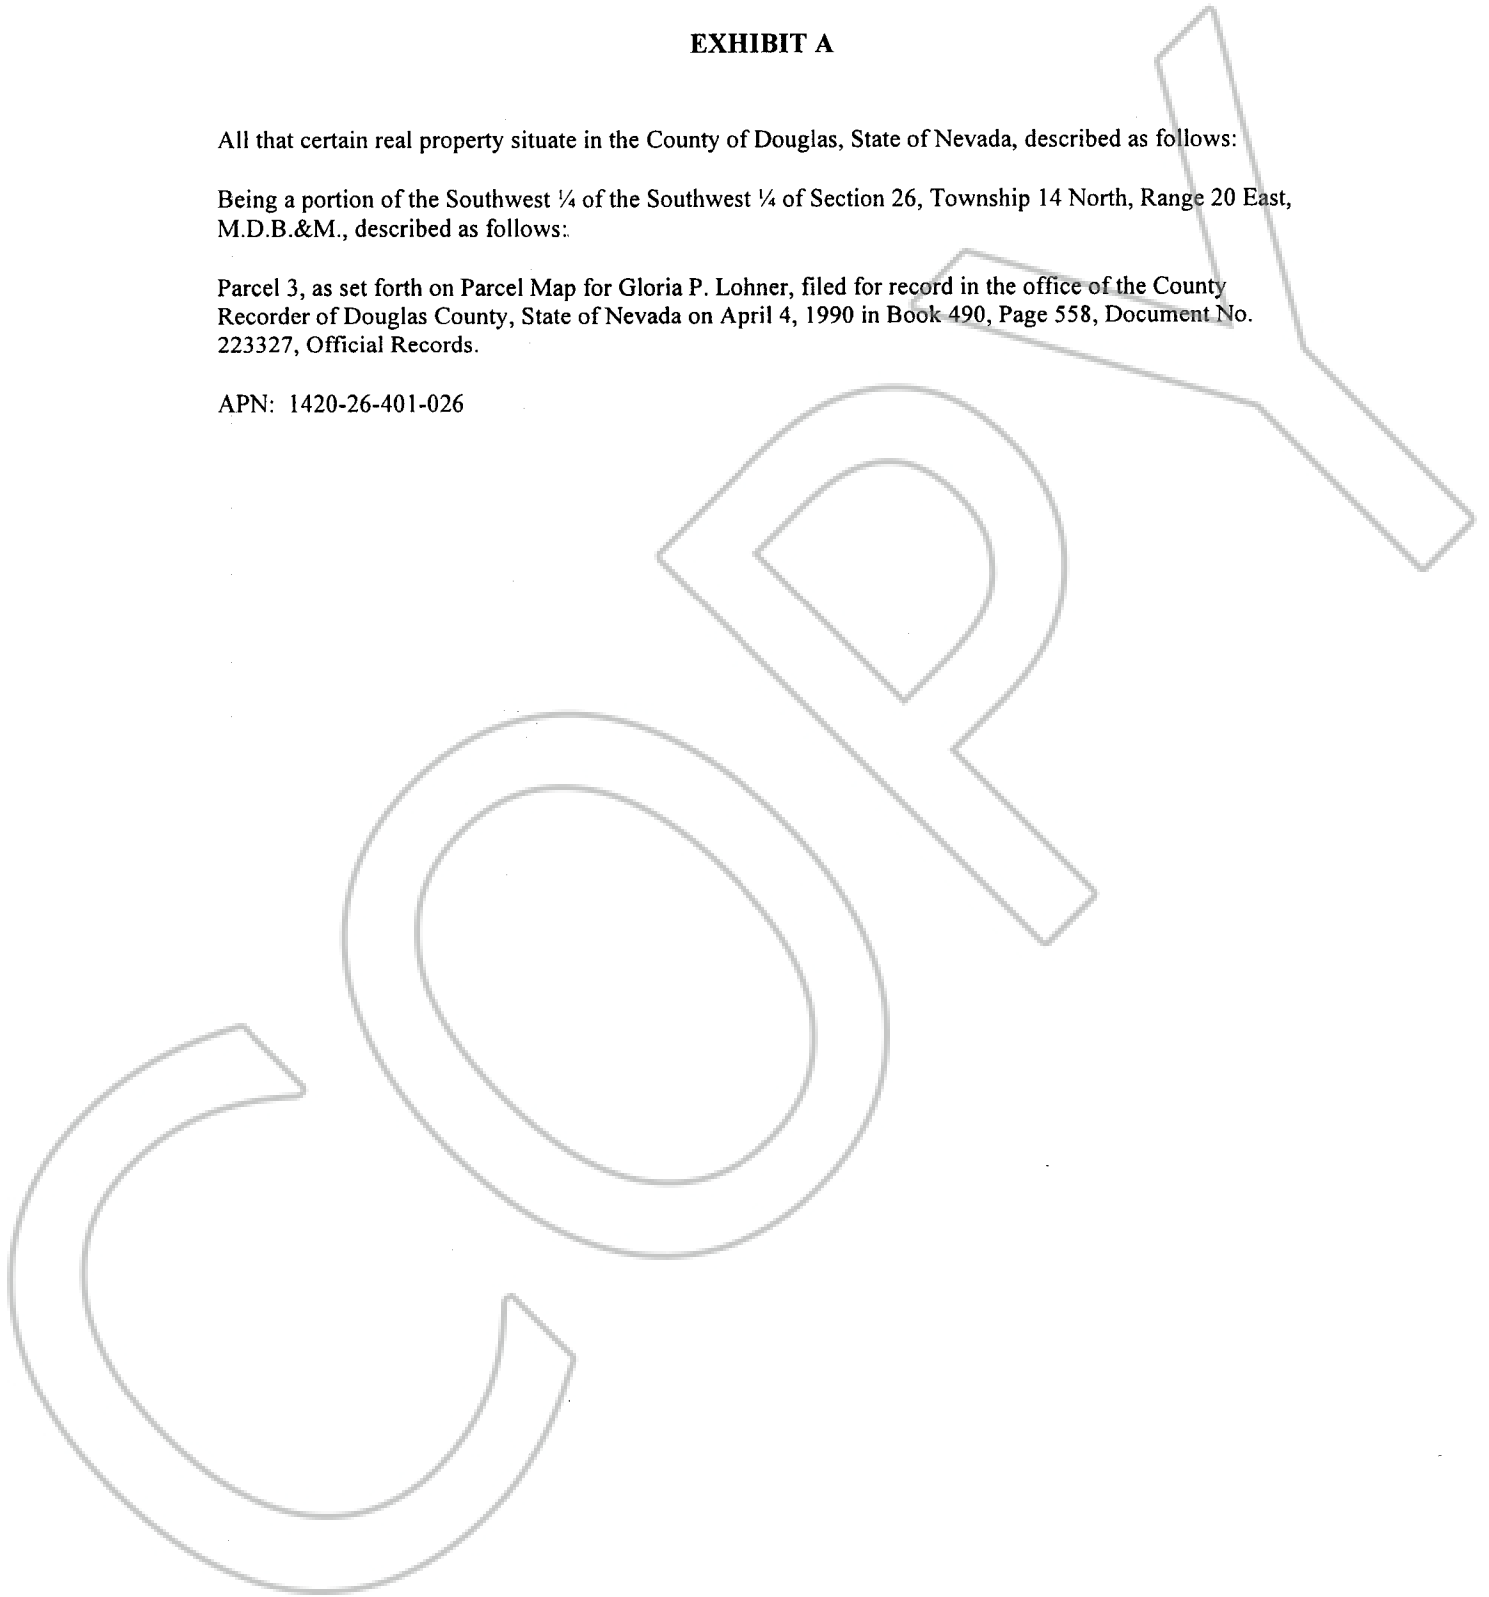 EXHIBIT A
All that certain real property situate in the County of Douglas, State of Nevada, described as follows:
Being a portion of the Southwest ¼ of the Southwest ¼ of Section 26, Township 14 North, Range 20 East,
M.D.B.&M., described as follows:
Parcel 3, as set forth on Parcel Map for Gloria P. Lohner, filed for record in the office of the County
Recorder of Douglas County, State of Nevada on April 4, 1990 in Book 490, Page 558, Document No.
223327, Official Records.
APN: 1420-26-401-026
COPY